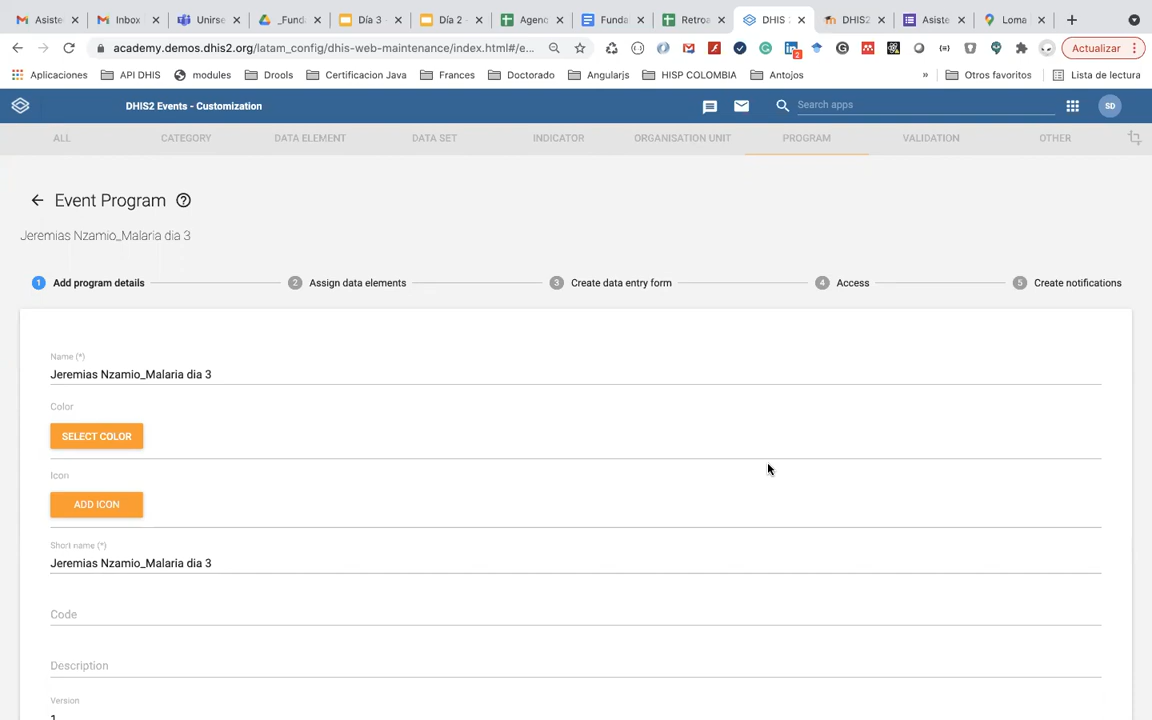 Asiste
Inbox
Unirse
_Funda
Día 3 -
Día 2 -
Agend
Funda
Retroa
DHIS
DHIS2
Asiste
Loma
academy.demos.dhis2.org/latam_config/dhis-web-maintenance/index.html#/e...
2
Actualizar
Aplicaciones
API DHIS
modules
Drools
Certificacion Java
Frances
Doctorado
Angularjs
HISP COLOMBIA
Antojos
»
Otros favoritos
Lista de lectura
DHIS2 Events - Customization
Search apps
SD
ALL
CATEGORY
DATA ELEMENT
DATA SET
INDICATOR
ORGANISATION UNIT
PROGRAM
VALIDATION
OTHER
Event Program
Jeremias Nzamio_Malaria dia 3
1 Add program details
2 Assign data elements
3 Create data entry form
4 Access
5 Create notifications
Name (*)
Jeremias Nzamio_Malaria dia 3
Color
SELECT COLOR
Icon
ADD ICON
Short name (*)
Jeremias Nzamio_Malaria dia 3
Code
Description
Version
1